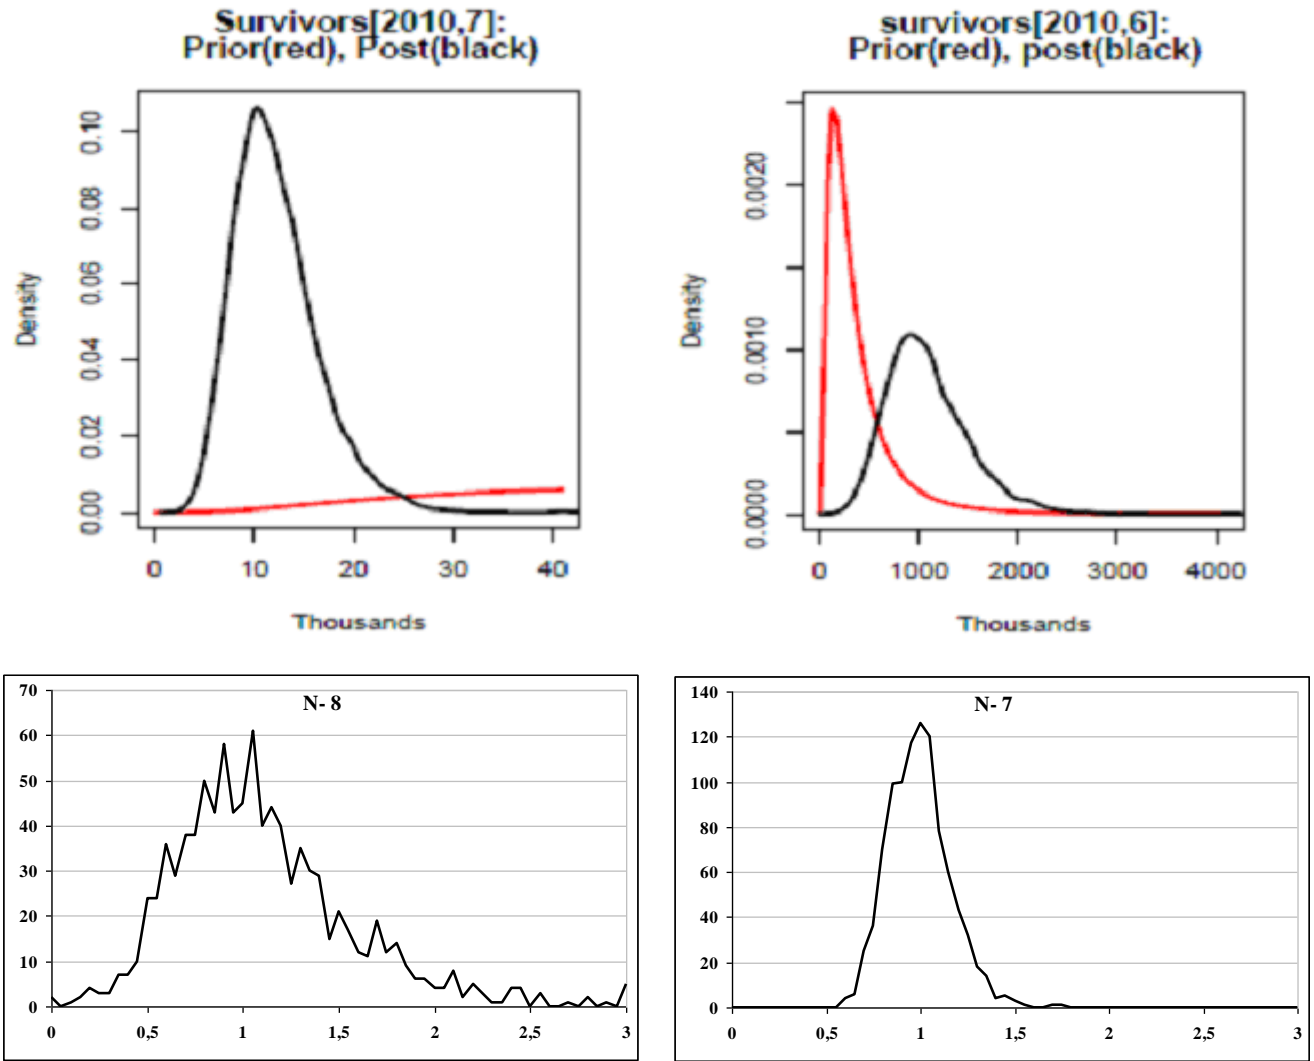 Survivors[2010,7]:
Prior(red), Post(black)
Density
0.00 0.02 0.04 0.06 0.08 0.10
0 10 20 30 40
Thousands
survivors[2010,6]:
Prior(red), post(black)
Density
0.0000 0.0010 0.0020
0 1000 2000 3000 4000
Thousands
N- 8
70
60
50
40
30
20
10
0
0 0,5 1 1,5 2 2,5 3
N- 7
140
120
100
80
60
40
20
0
0 0,5 1 1,5 2 2,5 3